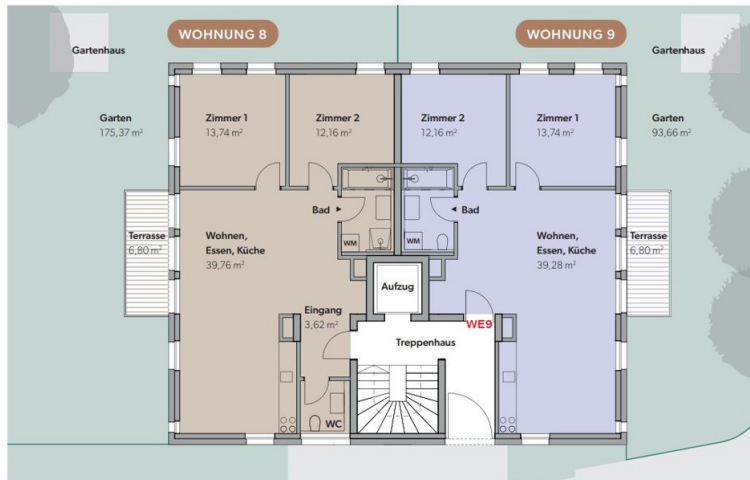 WOHNUNG 8
WOHNUNG 9
Gartenhaus
Gartenhaus
Garten
175,37 m²
Zimmer 1
13,74 m²
Zimmer 2
12,16 m²
Zimmer 2
12,16 m²
Zimmer 1
13,74 m²
Garten
93,66 m²
Bad
Bad
Terrasse
6,80 m²
Wohnen,
Essen, Küche
39,76 m²
WM
WM
Wohnen,
Essen, Küche
39,28 m²
Terrasse
6,80 m²
Aufzug
Eingang
3,62 m²
WE9
Treppenhaus
WC